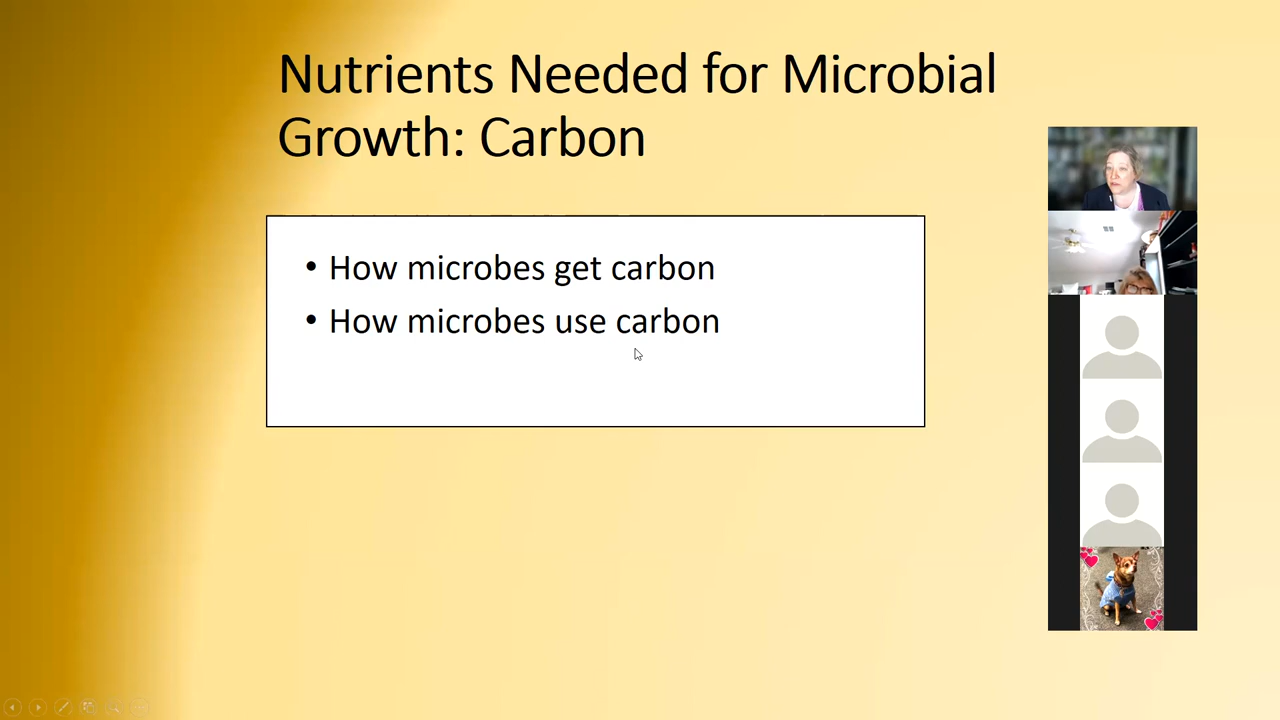 Nutrients Needed for Microbial
Growth: Carbon
• How microbes get carbon
• How microbes use carbon